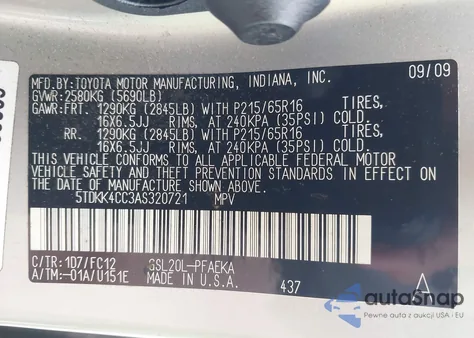 MFD.BY:TOYOTA MOTOR MANUFACTURING, INDIANA, INC. 09/09
GVWR: 2580KG (5690LB)
GAWR:FRT. 1290KG (2845LB) WITH P215/65R16 TIRES,
16X6.5JJ RIMS, AT 240KPA (35PSI) COLD.
RR. 1290KG (2845LB) WITH P215/65R16 TIRES,
16X6.5JJ RIMS, AT 240KPA (35PSI) COLD.
THIS VEHICLE CONFORMS TO ALL APPLICABLE FEDERAL MOTOR
VEHICLE SAFETY AND THEFT PREVENTION STANDARDS IN EFFECT
ON THE DATE OF MANUFACTURE SHOWN ABOVE.
5TDKK4CC3AS320721 MPV
C/TR: 1D7/FC12 GSL20L-PFAEKA
A/TM:-01A/U151E MADE IN U.S.A. 437 A
autoSnap
Pewne auta z aukcji USA i EU